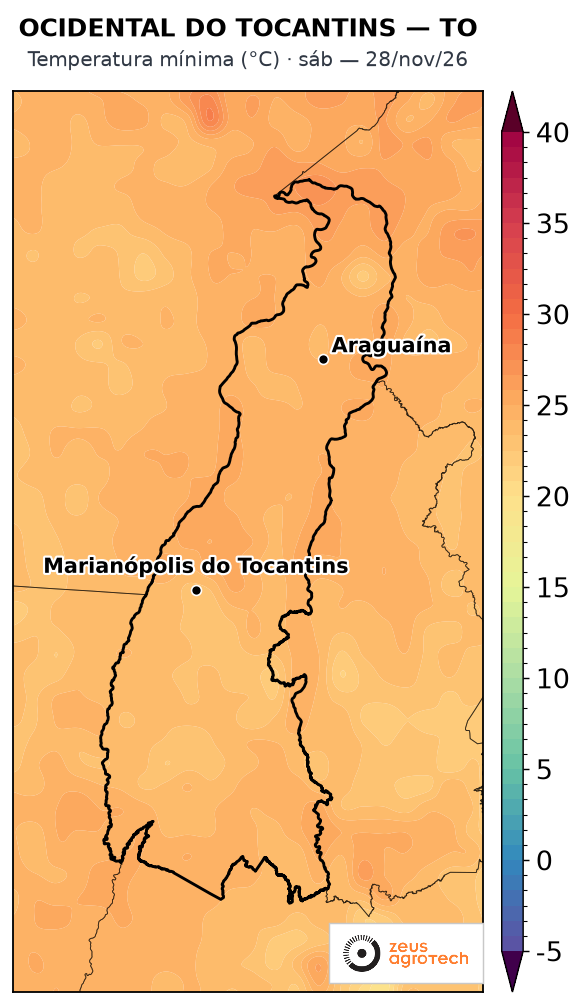 OCIDENTAL DO TOCANTINS — TO
Temperatura mínima (°C) · sáb — 28/nov/26
40
35
30
25
20
15
10
5
0
-5
Araguaína
Marianópolis do Tocantins
zeus
agrotech